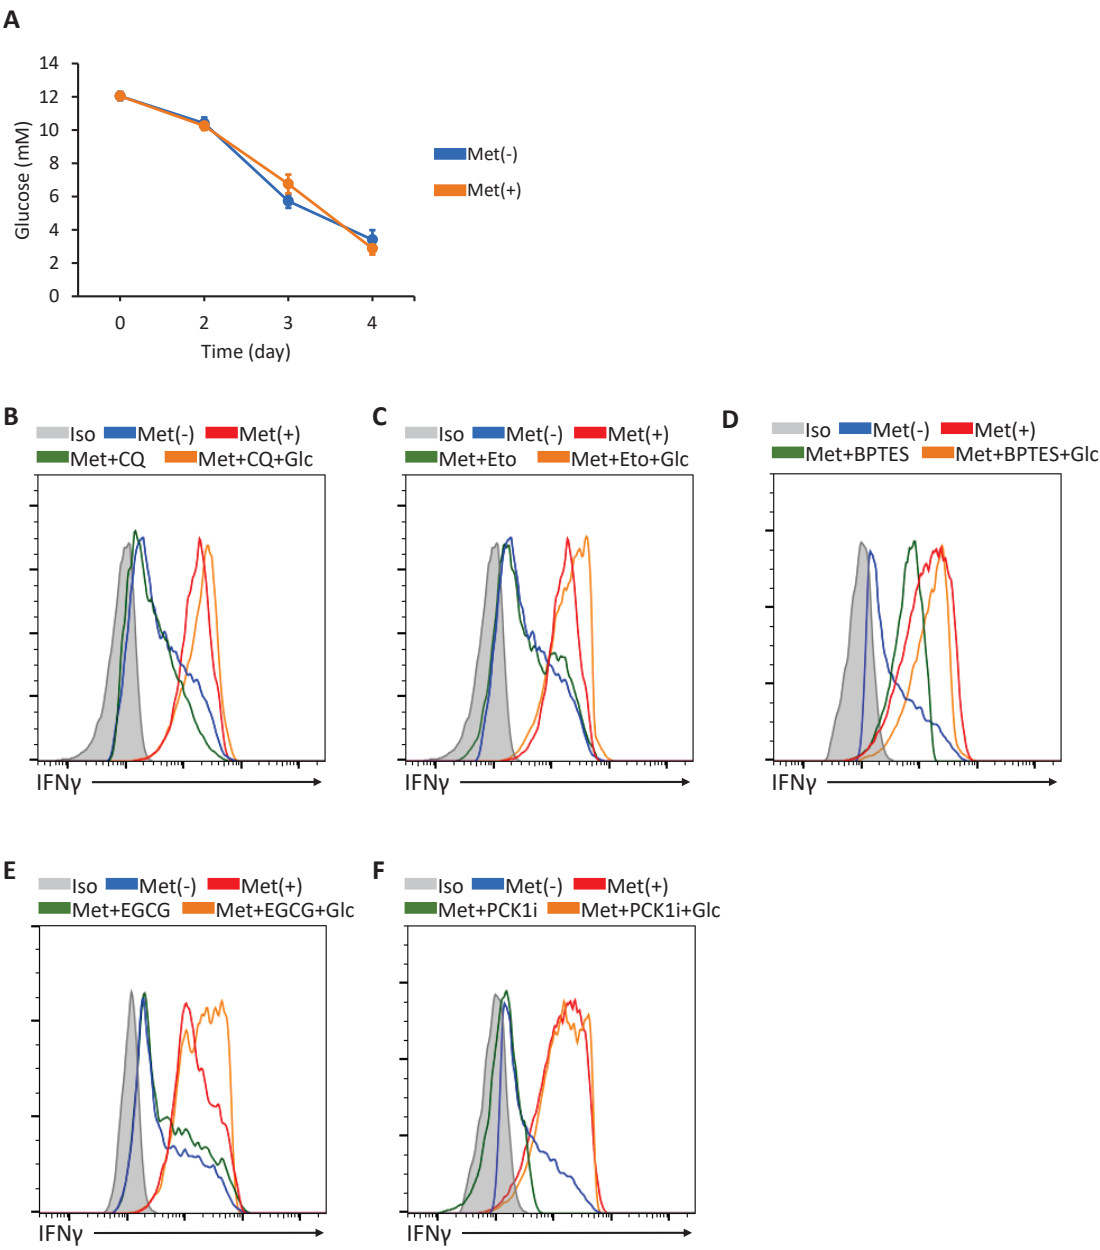 A
14
12
10
8
6
4
2
0
Glucose (mM)
0 2 3 4
Time (day)
Met(-)
Met(+)
B
Iso Met(-) Met(+)
Met+CQ Met+CQ+Glc
IFNγ
C
Iso Met(-) Met(+)
Met+Eto Met+Eto+Glc
IFNγ
D
Iso Met(-) Met(+)
Met+BPTES Met+BPTES+Glc
IFNγ
E
Iso Met(-) Met(+)
Met+EGCG Met+EGCG+Glc
IFNγ
F
Iso Met(-) Met(+)
Met+PCK1i Met+PCK1i+Glc
IFNγ